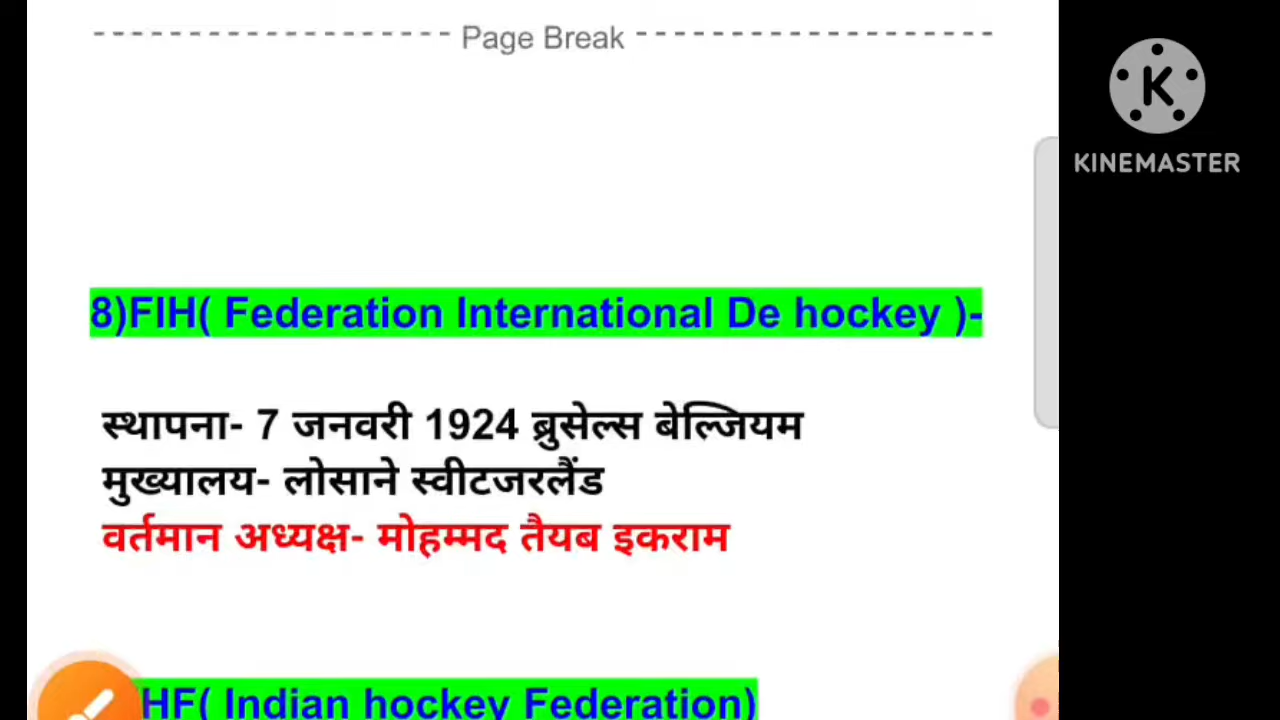 Page Break
KINEMASTER
8)FIH( Federation International De hockey )-
स्थापना- 7 जनवरी 1924 ब्रुसेल्स बेल्जियम
मुख्यालय- लोसाने स्वीटजरलैंड
वर्तमान अध्यक्ष- मोहम्मद तैयब इकराम
HF( Indian hockey Federation)